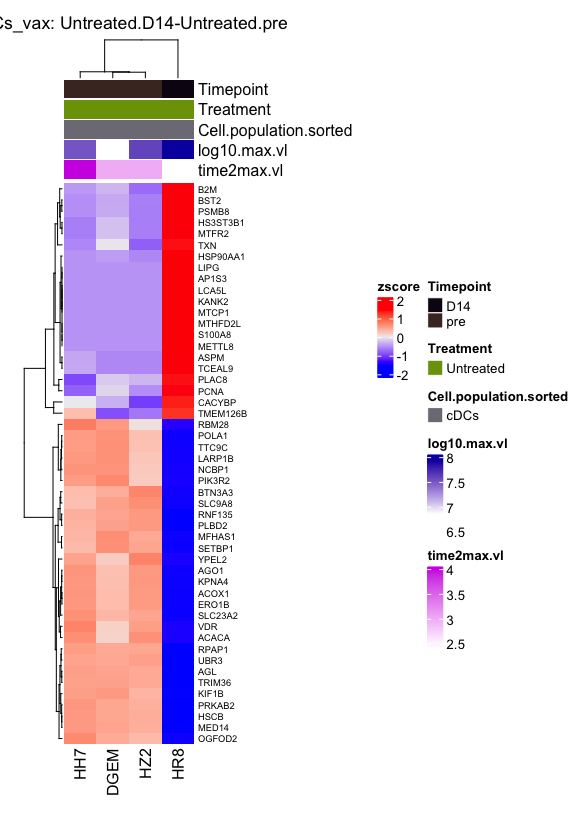 Cs_vax: Untreated.D14-Untreated.pre
Timepoint
Treatment
Cell.population.sorted
log10.max.vl
time2max.vl
B2M
BST2
PSMB8
HS3ST3B1
MTFR2
TXN
HSP90AA1
LIPG
AP1S3
LCA5L
KANK2
MTCP1
MTHFD2L
S100A8
METTL8
ASPM
TCEAL9
PLAC8
PCNA
CACYBP
TMEM126B
RBM28
POLA1
TTC9C
LARP1B
NCBP1
PIK3R2
BTN3A3
SLC9A8
RNF135
PLBD2
MFHAS1
SETBP1
YPEL2
AGO1
KPNA4
ACOX1
ERO1B
SLC23A2
VDR
ACACA
RPAP1
UBR3
AGL
TRIM36
KIF1B
PRKAB2
HSCB
MED14
OGFOD2
HH7
DGEM
HZ2
HR8
zscore
2
1
0
-1
-2
Timepoint
D14
pre
Treatment
Untreated
Cell.population.sorted
cDCs
log10.max.vl
8
7.5
7
6.5
time2max.vl
4
3.5
3
2.5